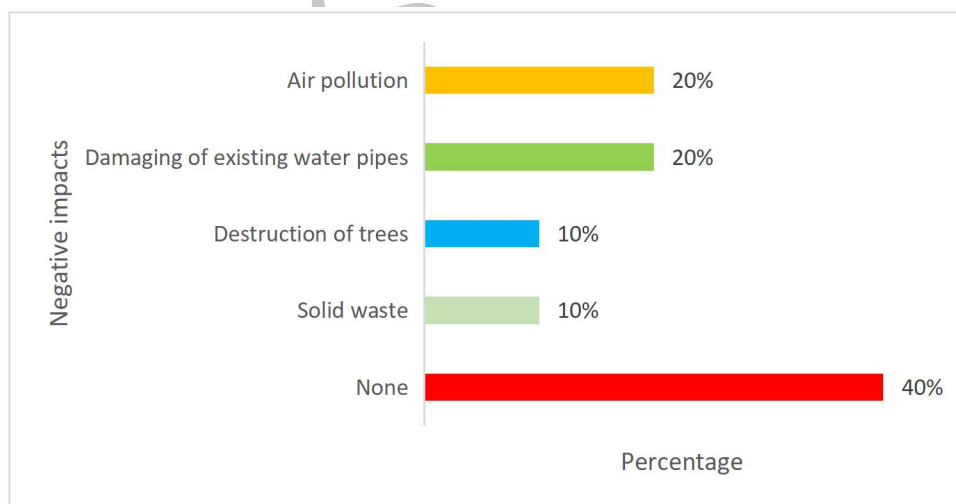 Negative impacts
Air pollution 20%
Damaging of existing water pipes 20%
Destruction of trees 10%
Solid waste 10%
None 40%
Percentage